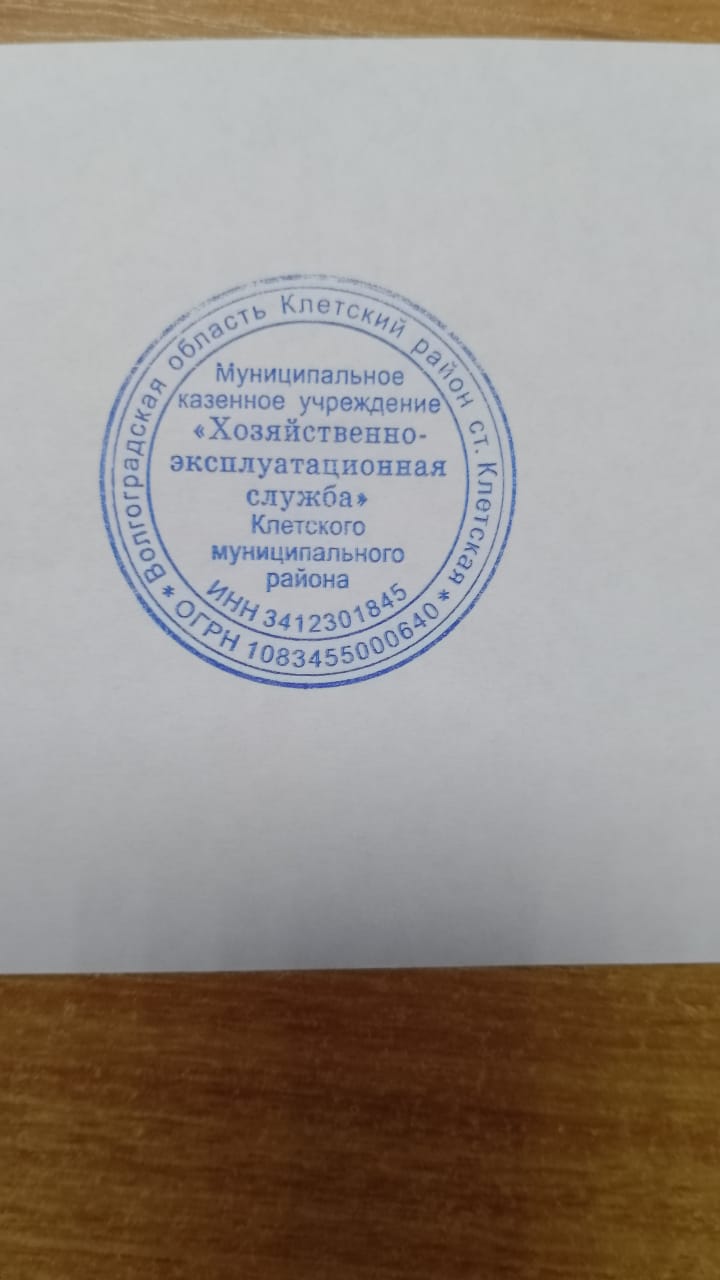 * Волгоградская область Клетский район ст. Клетская *
ОГРН 1083455000640
Муниципальное
казенное учреждение
«Хозяйственно-
эксплуатационная
служба»
Клетского
муниципального
района
ИНН 3412301845